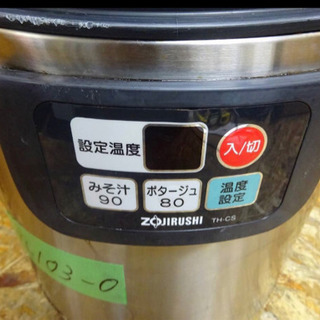 設定温度
入/切
みそ汁
90
ポタージュ
80
温度
設定
ZOJIRUSHI TH-CS
103-0